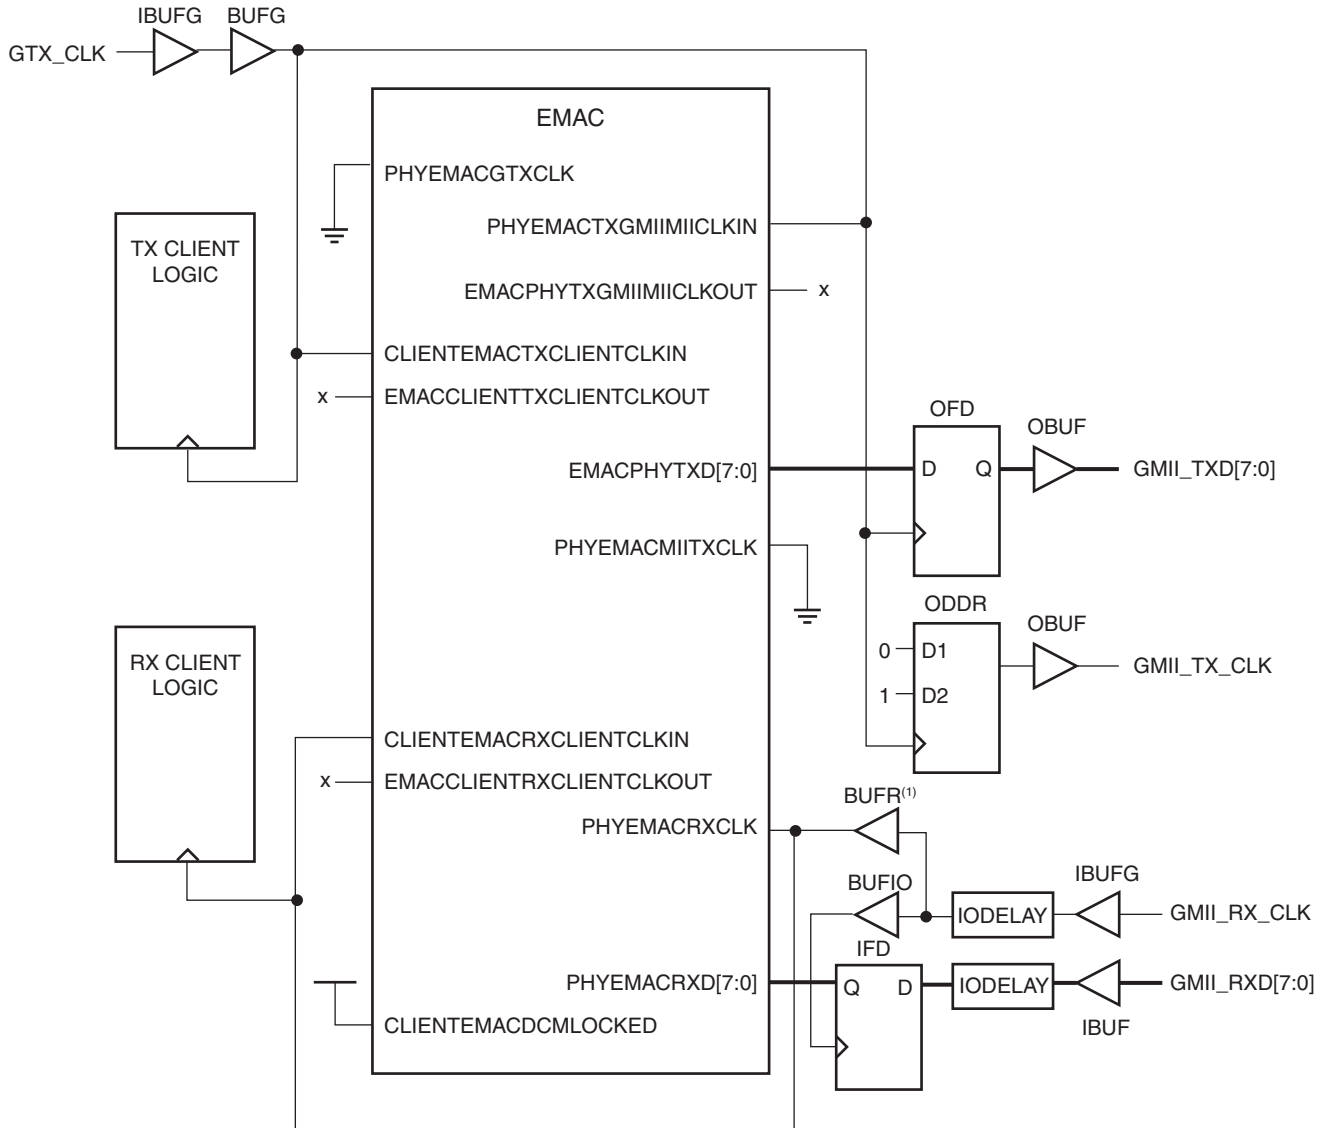 IBUFG
BUFG
GTX_CLK
EMAC
PHYEMACGTXCLK
PHYEMACTXGMIIMIICLKIN
TX CLIENT
LOGIC
EMACPHYTXGMIIMIICLKOUT
x
CLIENTEMACTXCLIENTCLKIN
x
EMACCLIENTTXCLIENTCLKOUT
OFD
OBUF
EMACPHYTXD[7:0]
D
Q
GMII_TXD[7:0]
PHYEMACMIITXCLK
ODDR
OBUF
0
D1
GMII_TX_CLK
1
D2
RX CLIENT
LOGIC
CLIENTEMACRXCLIENTCLKIN
x
EMACCLIENTRXCLIENTCLKOUT
BUFR(1)
PHYEMACRXCLK
BUFIO
IBUFG
IODELAY
GMII_RX_CLK
IFD
PHYEMACRXD[7:0]
Q
D
IODELAY
GMII_RXD[7:0]
IBUF
CLIENTEMACDCMLOCKED